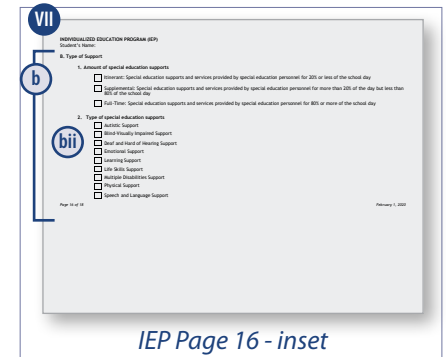 VII
INDIVIDUALIZED EDUCATION PROGRAM (IEP)
Student's Name:
b
B. Type of Support
1. Amount of special education supports
Itinerant: Special education supports and services provided by special education personnel for 20% or less of the school day
Supplemental: Special education supports and services provided by special education personnel for more than 20% of the day but less than
80% of the school day
Full-Time: Special education supports and services provided by special education personnel for 80% or more of the school day
bii
2. Type of special education supports
Autistic Support
Blind-Visually Impaired Support
Deaf and Hard of Hearing Support
Emotional Support
Learning Support
Life Skills Support
Multiple Disabilities Support
Physical Support
Speech and Language Support
Page 16 of 18 February 1, 2020
IEP Page 16 - inset